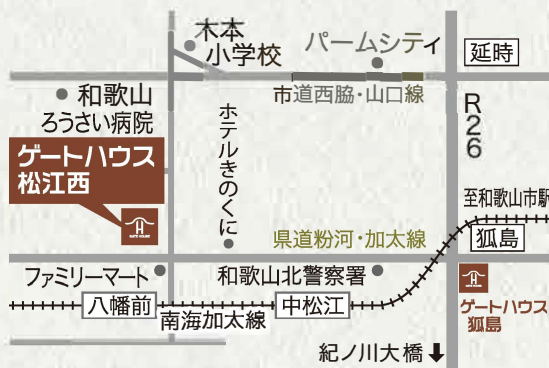 木本
小学校
パームシティ
延時
和歌山
ろうさい病院
市道西脇・山口線
R26
ゲートハウス
松江西
ホテルきのくに
至和歌山市駅
県道粉河・加太線
狐島
ファミリーマート
和歌山北警察署
八幡前
南海加太線
中松江
ゲートハウス
狐島
紀ノ川大橋